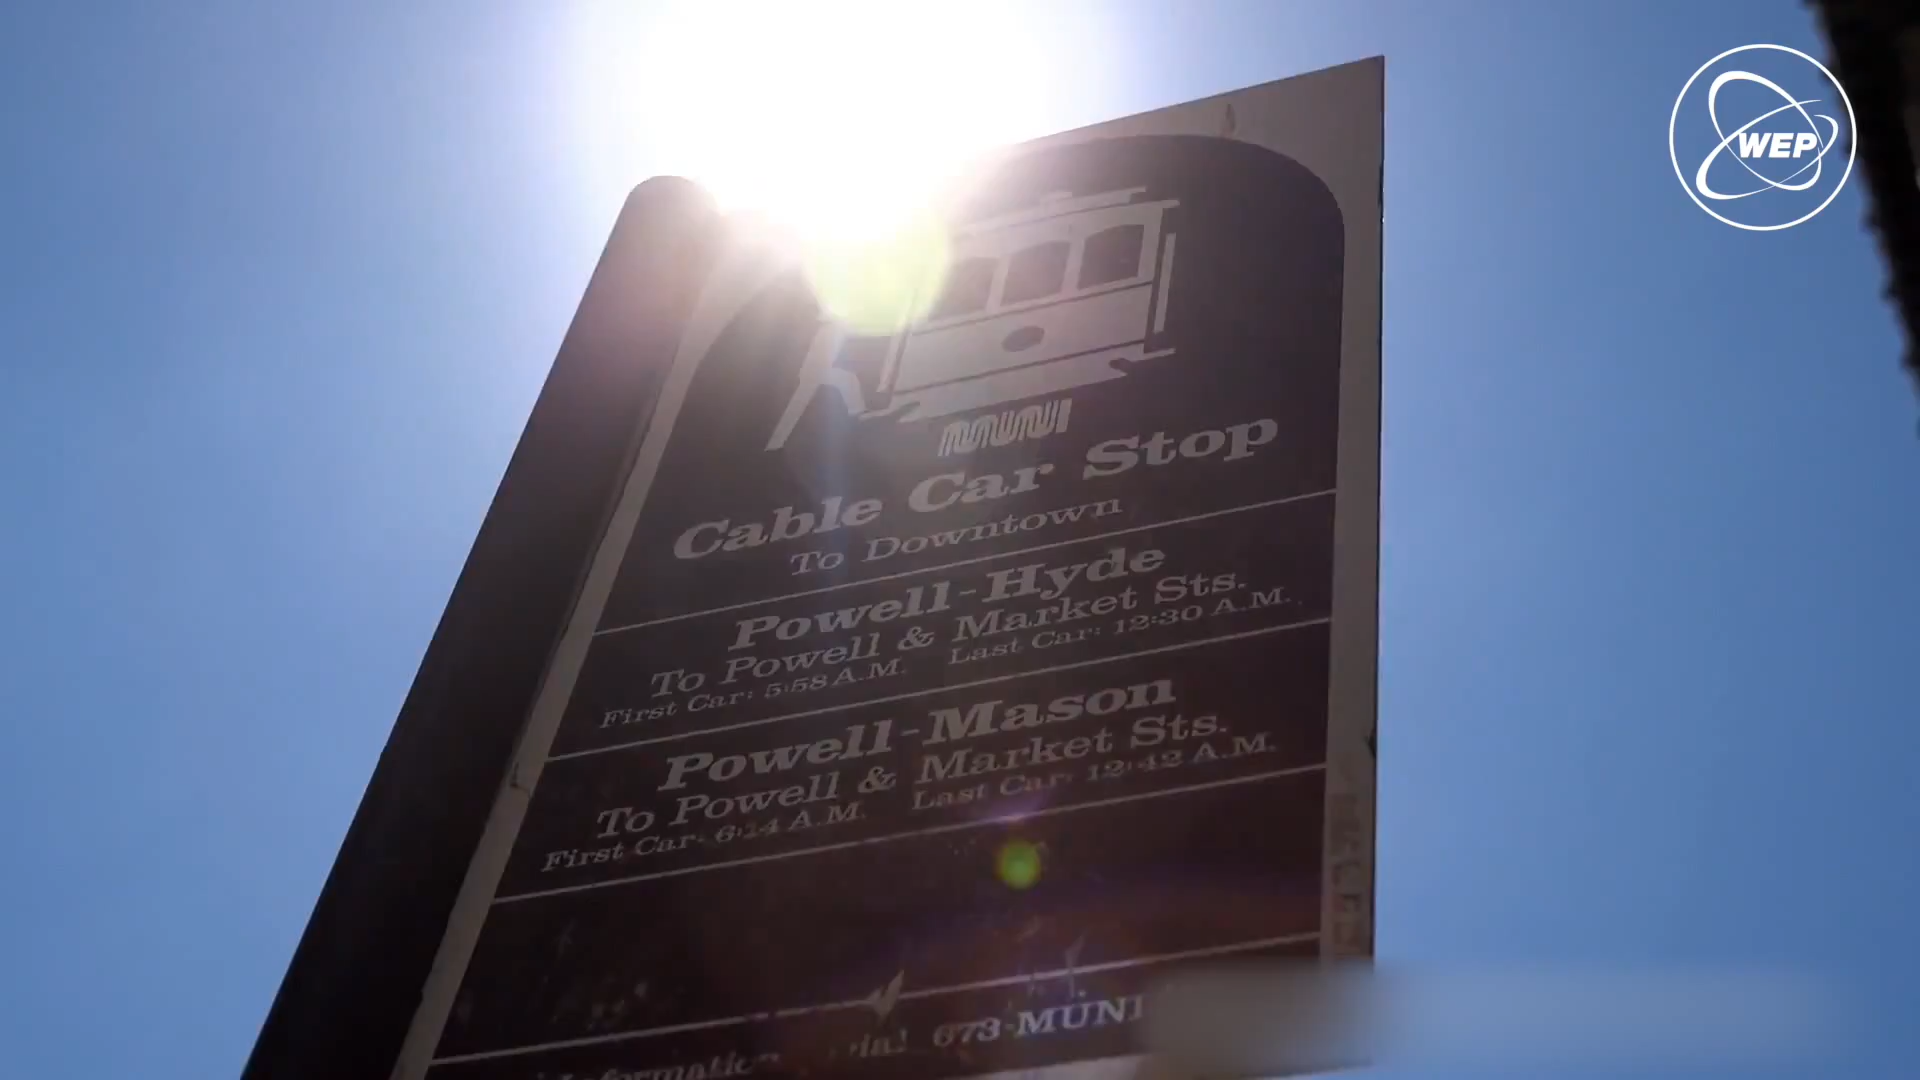 WEP
MUNI
Cable Car Stop
To Downtown
Powell-Hyde
To Powell & Market Sts.
First Car: 5:58 A.M. Last Car: 12:30 A.M.
Powell-Mason
To Powell & Market Sts.
First Car: 6:14 A.M. Last Car: 12:42 A.M.
673-MUNI